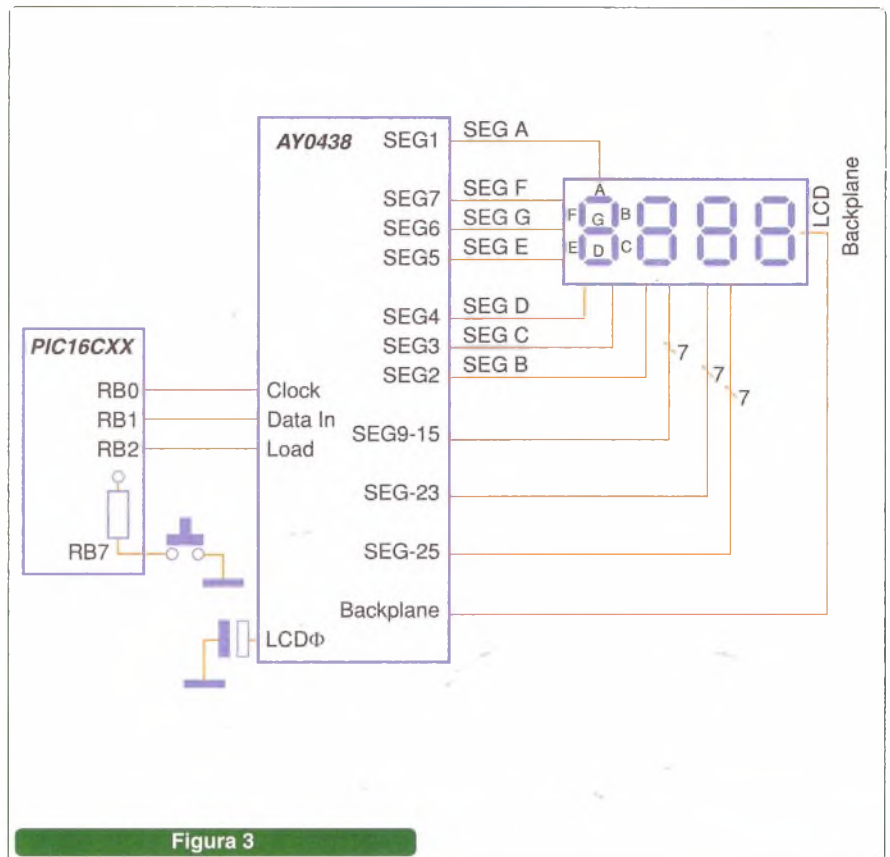 AY0438
SEG1
SEG A
SEG7
SEG F
SEG6
SEG G
SEG5
SEG E
A
F
G
B
E
D
C
LCD
Backplane
SEG4
SEG D
SEG3
SEG C
SEG2
SEG B
7
7
7
PIC16CXX
RB0
Clock
RB1
Data In
RB2
Load
SEG9-15
SEG-23
RB7
SEG-25
Backplane
LCDΦ
Figura 3